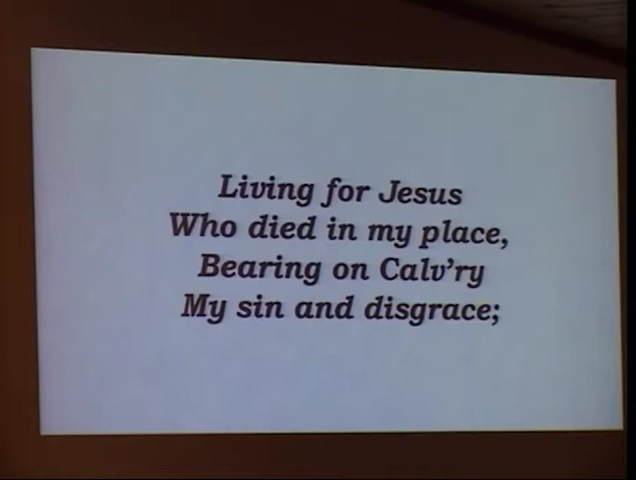 Living for Jesus
Who died in my place,
Bearing on Calv'ry
My sin and disgrace;